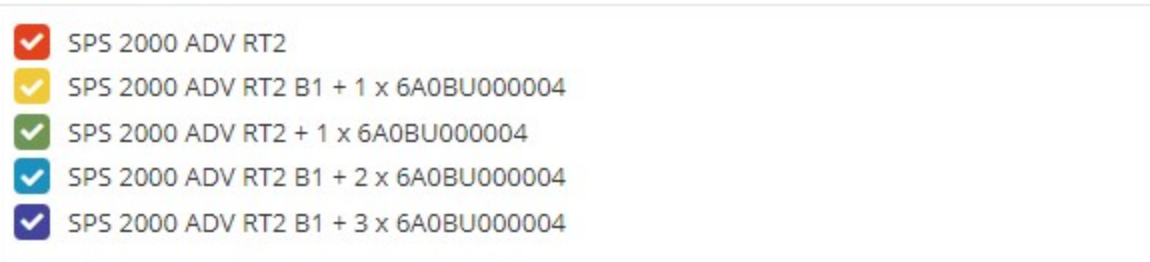 SPS 2000 ADV RT2
SPS 2000 ADV RT2 B1 + 1 x 6A0BU000004
SPS 2000 ADV RT2 + 1 x 6A0BU000004
SPS 2000 ADV RT2 B1 + 2 x 6A0BU000004
SPS 2000 ADV RT2 B1 + 3 x 6A0BU000004